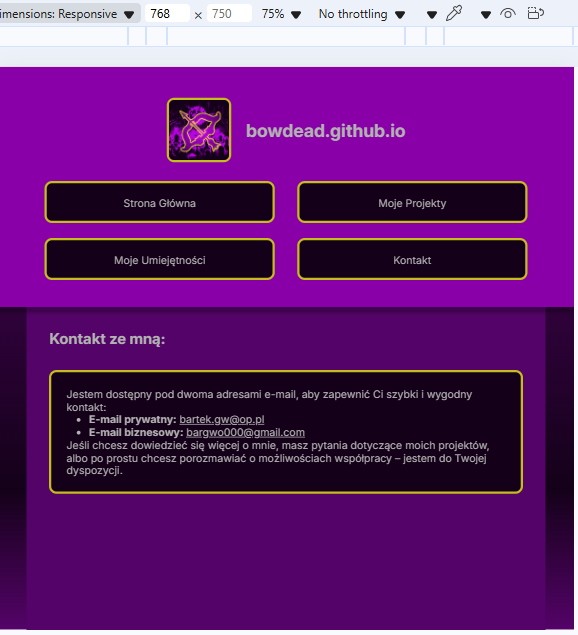 imensions: Responsive ▼ 768 x 750 75% ▼ No throttling ▼
bowdead.github.io
Strona Główna
Moje Projekty
Moje Umiejętności
Kontakt
Kontakt ze mną:
Jestem dostępny pod dwoma adresami e-mail, aby zapewnić Ci szybki i wygodny
kontakt:
• E-mail prywatny: bartek.gw@op.pl
• E-mail biznesowy: bargwo000@gmail.com
Jeśli chcesz dowiedzieć się więcej o mnie, masz pytania dotyczące moich projektów,
albo po prostu chcesz porozmawiać o możliwościach współpracy – jestem do Twojej
dyspozycji.